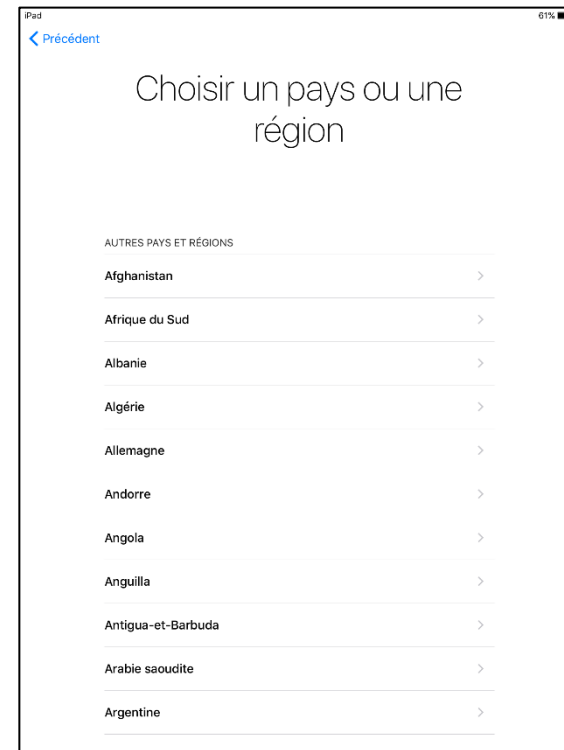 iPad
61%
Précédent
Choisir un pays ou une
région
AUTRES PAYS ET RÉGIONS
Afghanistan
Afrique du Sud
Albanie
Algérie
Allemagne
Andorre
Angola
Anguilla
Antigua-et-Barbuda
Arabie saoudite
Argentine